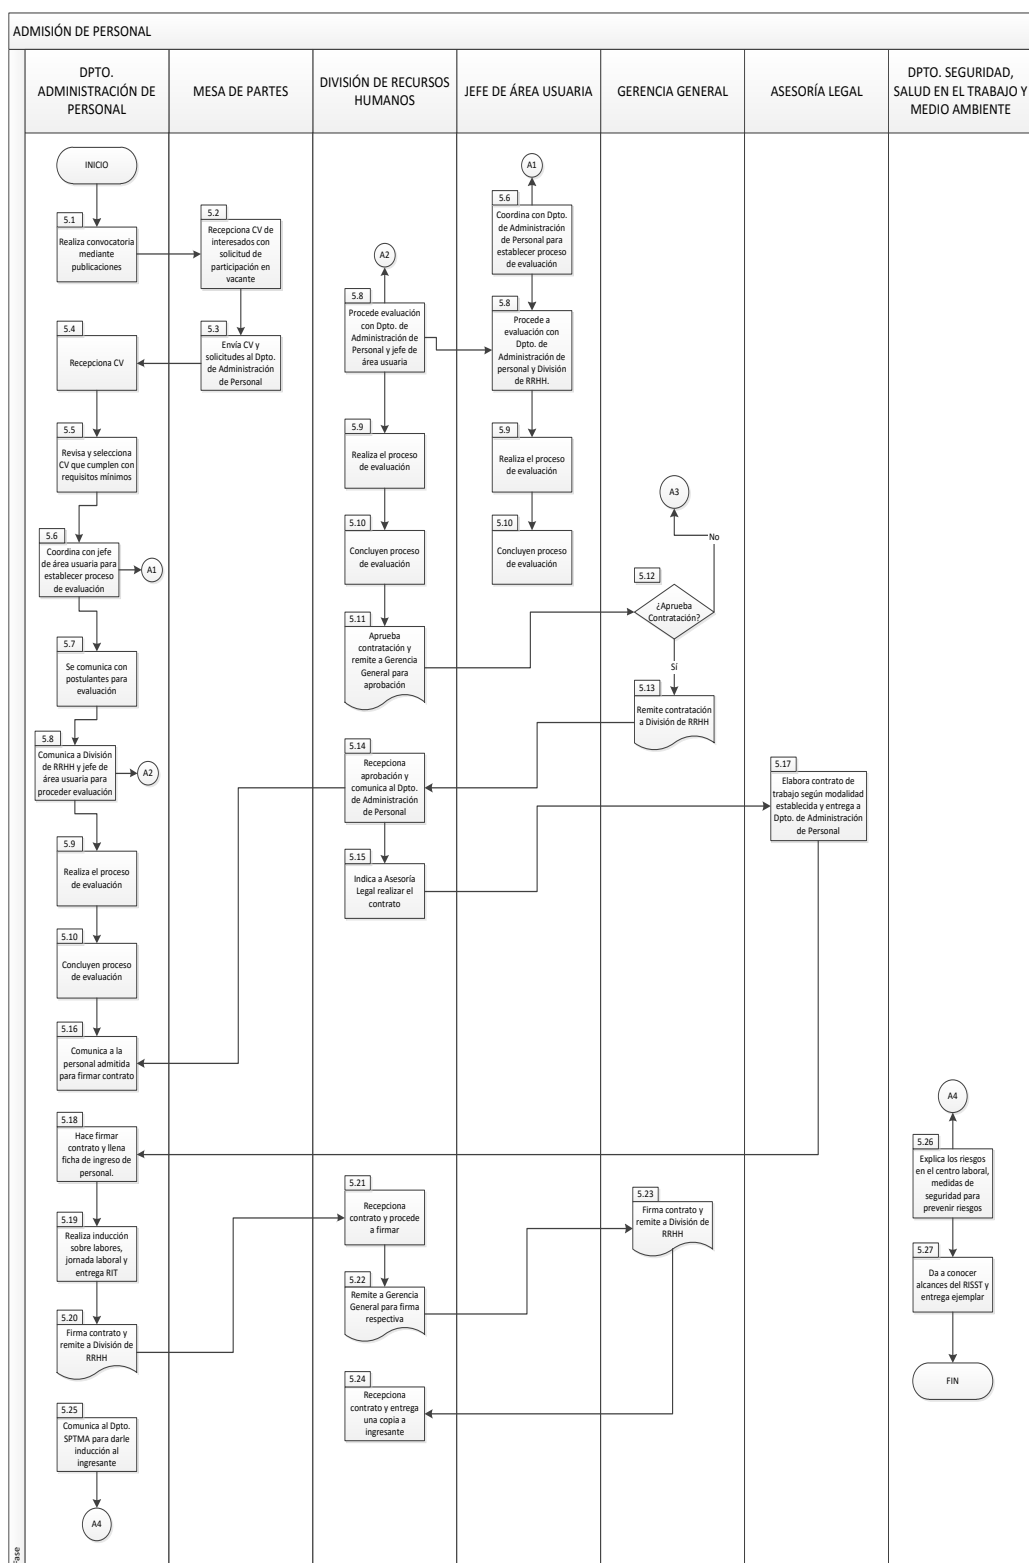 ADMISIÓN DE PERSONAL
DPTO.
ADMINISTRACIÓN DE
PERSONAL
MESA DE PARTES
DIVISIÓN DE RECURSOS
HUMANOS
JEFE DE ÁREA USUARIA
GERENCIA GENERAL
ASESORÍA LEGAL
DPTO. SEGURIDAD,
SALUD EN EL TRABAJO Y
MEDIO AMBIENTE
INICIO
5.1
Realiza convocatoria
mediante
publicaciones
5.4
Recepciona CV
5.5
Revisa y selecciona
CV que cumplen con
requisitos mínimos
5.6
Coordina con jefe
de área usuaria para
establecer proceso
de evaluación
A1
5.7
Se comunica con
postulantes para
evaluación
5.8
Comunica a División
de RRHH y jefe de
área usuaria para
proceder evaluación
A2
5.9
Realiza el proceso
de evaluación
5.10
Concluyen proceso
de evaluación
5.16
Comunica a la
personal admitida
para firmar contrato
5.18
Hace firmar
contrato y llena
ficha de ingreso de
personal.
5.19
Realiza inducción
sobre labores,
jornada laboral y
entrega RIT
5.20
Firma contrato y
remite a División de
RRHH
5.25
Comunica al Dpto.
SPTMA para darle
inducción al
ingresante
A4
5.2
Recepciona CV de
interesados con
solicitud de
participación en
vacante
5.3
Envía CV y
solicitudes al Dpto.
de Administración
de Personal
A2
5.8
Procede evaluación
con Dpto. de
Administración de
Personal y jefe de
área usuaria
5.9
Realiza el proceso
de evaluación
5.10
Concluyen proceso
de evaluación
5.11
Aprueba
contratación y
remite a Gerencia
General para
aprobación
5.14
Recepciona
aprobación y
comunica al Dpto.
de Administración
de Personal
5.15
Indica a Asesoría
Legal realizar el
contrato
5.21
Recepciona
contrato y procede
a firmar
5.22
Remite a Gerencia
General para firma
respectiva
5.24
Recepciona
contrato y entrega
una copia a
ingresante
A1
5.6
Coordina con Dpto.
de Administración
de Personal para
establecer proceso
de evaluación
5.8
Procede a
evaluación con
Dpto. de
Administración de
personal y División
de RRHH.
5.9
Realiza el proceso
de evaluación
5.10
Concluyen proceso
de evaluación
A3
No
5.12
¿Aprueba
Contratación?
Sí
5.13
Remite contratación
a División de RRHH
5.23
Firma contrato y
remite a División de
RRHH
5.17
Elabora contrato de
trabajo según modalidad
establecida y entrega a
Dpto. de Administración
de Personal
A4
5.26
Explica los riesgos
en el centro laboral,
medidas de
seguridad para
prevenir riesgos
5.27
Da a conocer
alcances del RISST y
entrega ejemplar
FIN
Fase